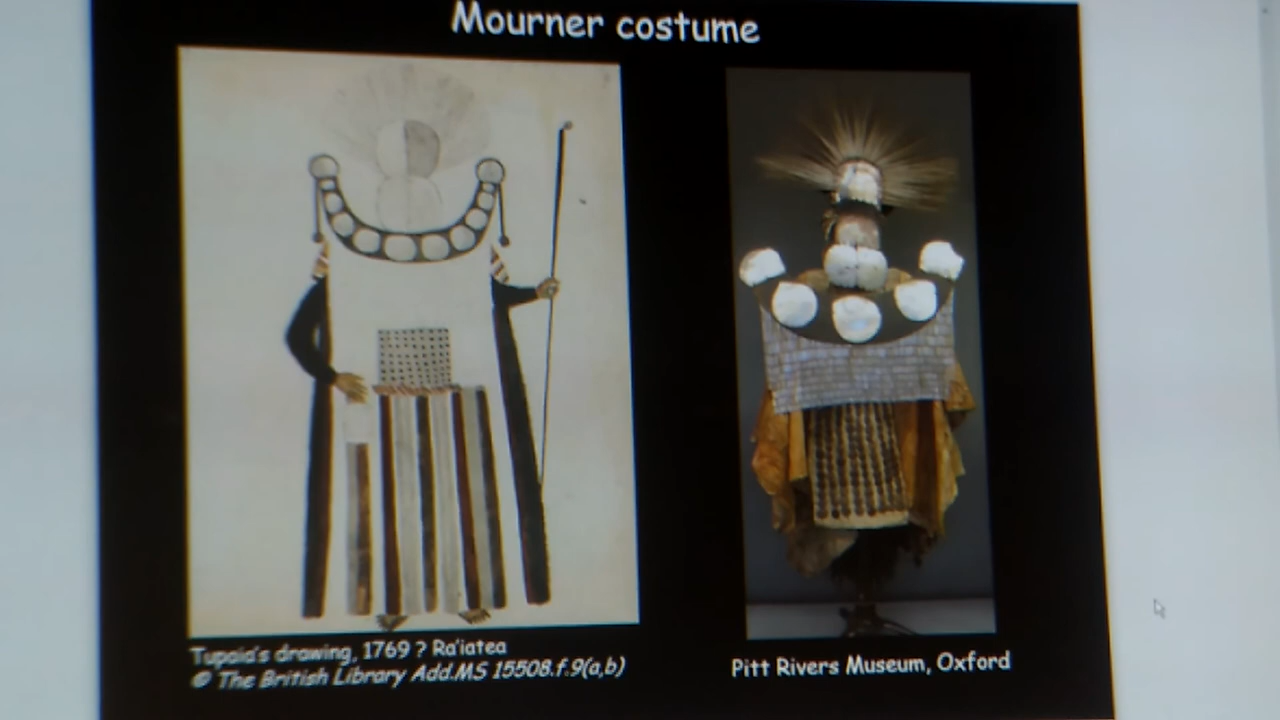 Mourner costume
Tupaia's drawing, 1769 ? Ra'iatea
© The British Library Add.MS 15508.f.9(a,b)
Pitt Rivers Museum, Oxford